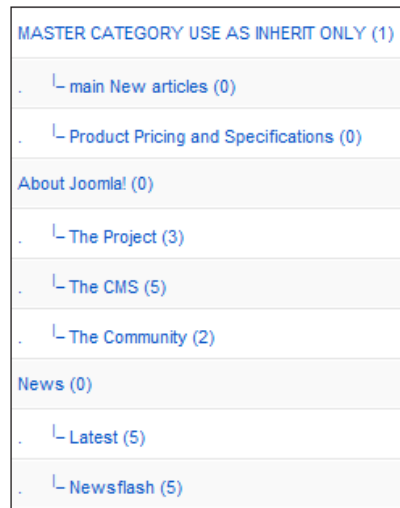 MASTER CATEGORY USE AS INHERIT ONLY (1)
. |– main New articles (0)
. |– Product Pricing and Specifications (0)
About Joomla! (0)
. |– The Project (3)
. |– The CMS (5)
. |– The Community (2)
News (0)
. |– Latest (5)
. |– Newsflash (5)